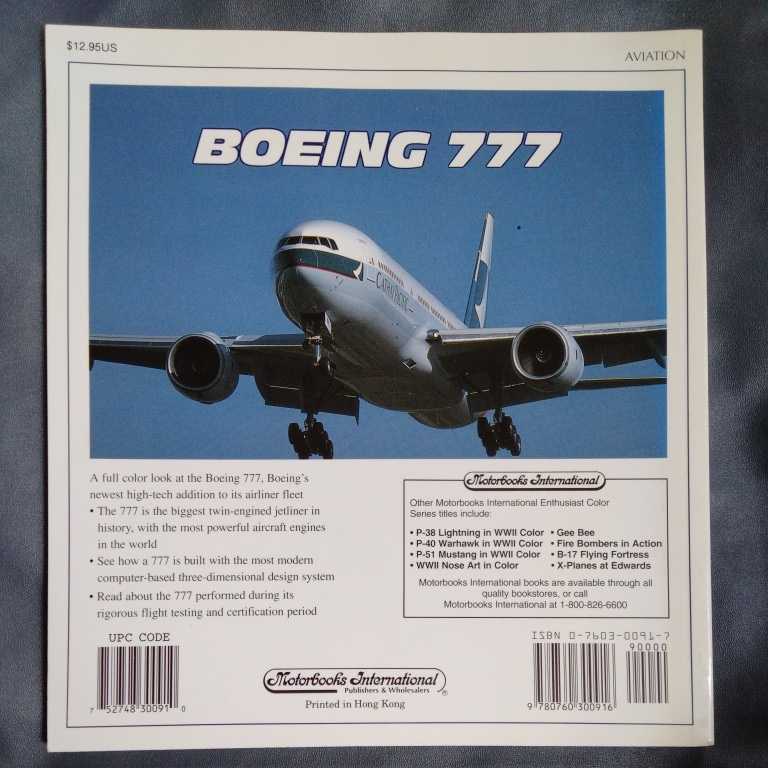 $12.95US
AVIATION
BOEING 777
CATHAY PACIFIC
A full color look at the Boeing 777, Boeing's
newest high-tech addition to its airliner fleet
• The 777 is the biggest twin-engined jetliner in
history, with the most powerful aircraft engines
in the world
• See how a 777 is built with the most modern
computer-based three-dimensional design system
• Read about the 777 performed during its
rigorous flight testing and certification period
Motorbooks International
Other Motorbooks International Enthusiast Color
Series titles include:
• P-38 Lightning in WWII Color • Gee Bee
• P-40 Warhawk in WWII Color • Fire Bombers in Action
• P-51 Mustang in WWII Color • B-17 Flying Fortress
• WWII Nose Art in Color • X-Planes at Edwards
Motorbooks International books are available through all
quality bookstores, or call
Motorbooks International at 1-800-826-6600
UPC CODE
7 52748 30091 0
Motorbooks International
Publishers & Wholesalers ®
Printed in Hong Kong
ISBN 0-7603-0091-7
90000
9 780760 300916